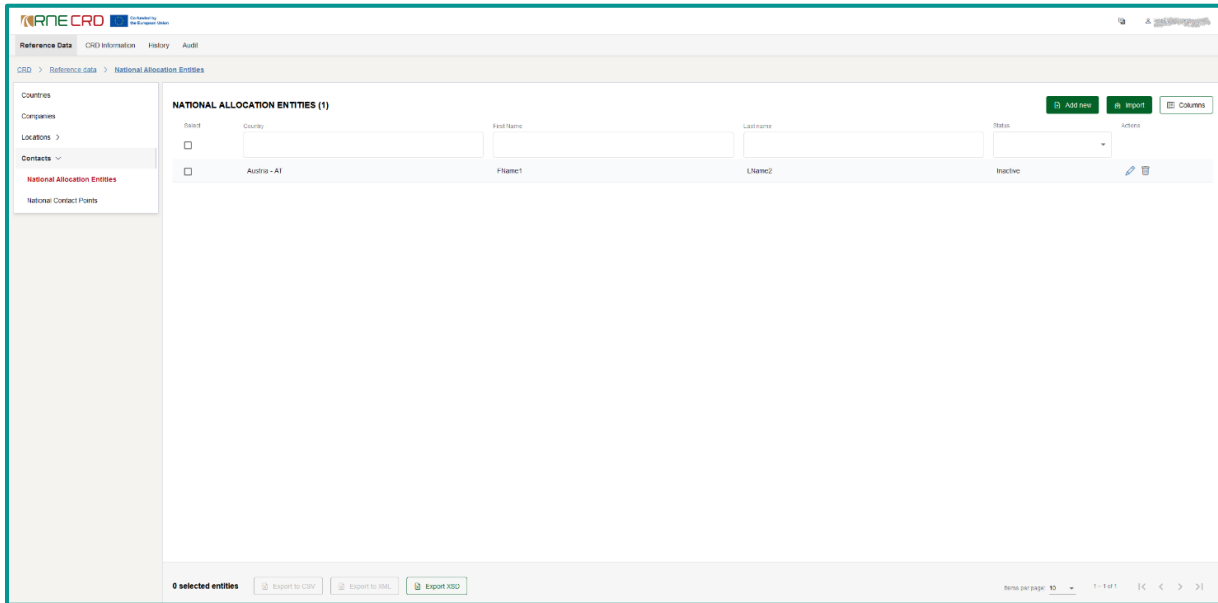 RNE CRD
Co-funded by
the European Union
Reference Data CRD Information History Audit
CRD > Reference data > National Allocation Entities
Countries
Companies
Locations >
Contacts
National Allocation Entities
National Contact Points
NATIONAL ALLOCATION ENTITIES (1)
Add new Import Columns
Select Country First Name Last name Status Actions
Austria - AT FName1 LName2 Inactive
0 selected entities Export to CSV Export to XML Export XSD
Items per page: 10 1 – 1 of 1